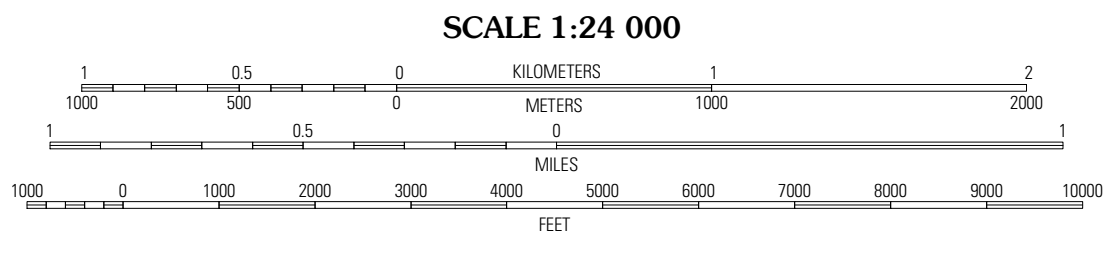 SCALE 1:24 000
1 0.5 0 KILOMETERS 1 2
1000 500 0 METERS 1000 2000
1 0.5 0 1
MILES
1000 0 1000 2000 3000 4000 5000 6000 7000 8000 9000 10000
FEET